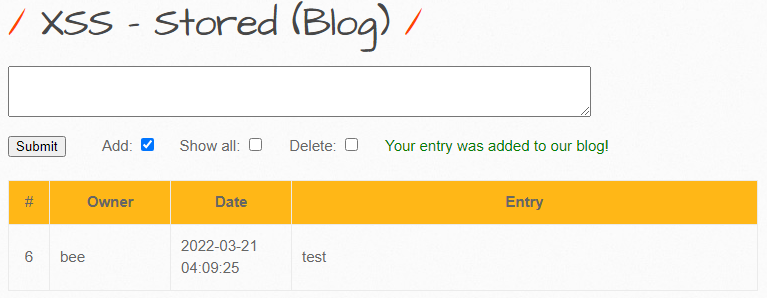 / XSS - Stored (Blog) /
Submit Add: Show all: Delete: Your entry was added to our blog!
# Owner Date Entry
6 bee 2022-03-21 test
04:09:25